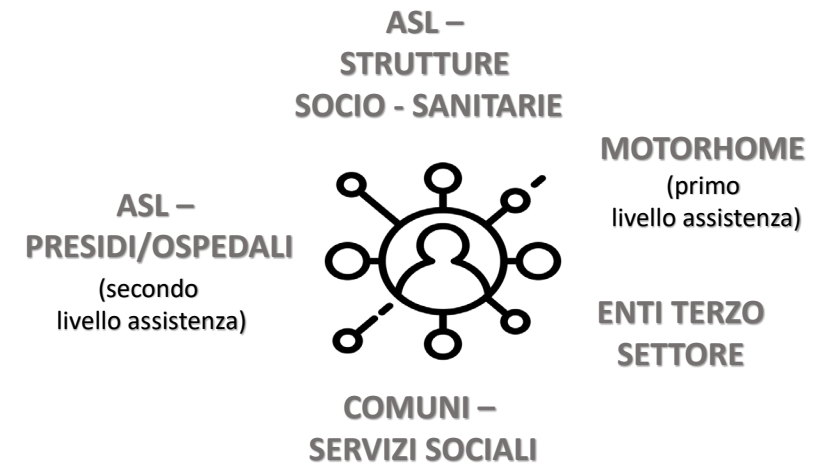 ASL –
STRUTTURE
SOCIO - SANITARIE
MOTORHOME
(primo
livello assistenza)
ASL –
PRESIDI/OSPEDALI
(secondo
livello assistenza)
ENTI TERZO
SETTORE
COMUNI –
SERVIZI SOCIALI